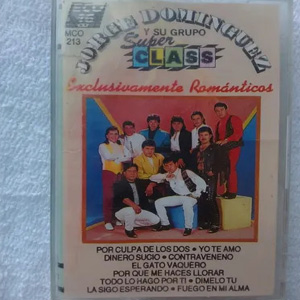 MCO
213
JORGE DOMINGUEZ
Y SU GRUPO
Super
CLASS
Exclusivamente Románticos
POR CULPA DE LOS DOS • YO TE AMO
DINERO SUCIO • CONTRAVENENO
EL GATO VAQUERO
POR QUE ME HACES LLORAR
TODO LO HAGO POR TI • DIMELO TU
LA SIGO ESPERANDO • FUEGO EN MI ALMA